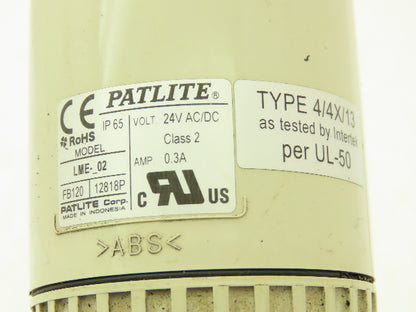 CE PATLITE®
RoHS IP 65 VOLT 24V AC/DC
MODEL Class 2
LME-_02 AMP 0.3A
FB120 12818P
PATLITE Corp.
MADE IN INDONESIA
C RU US
TYPE 4/4X/13
as tested by Intertek
per UL-50
>ABS<